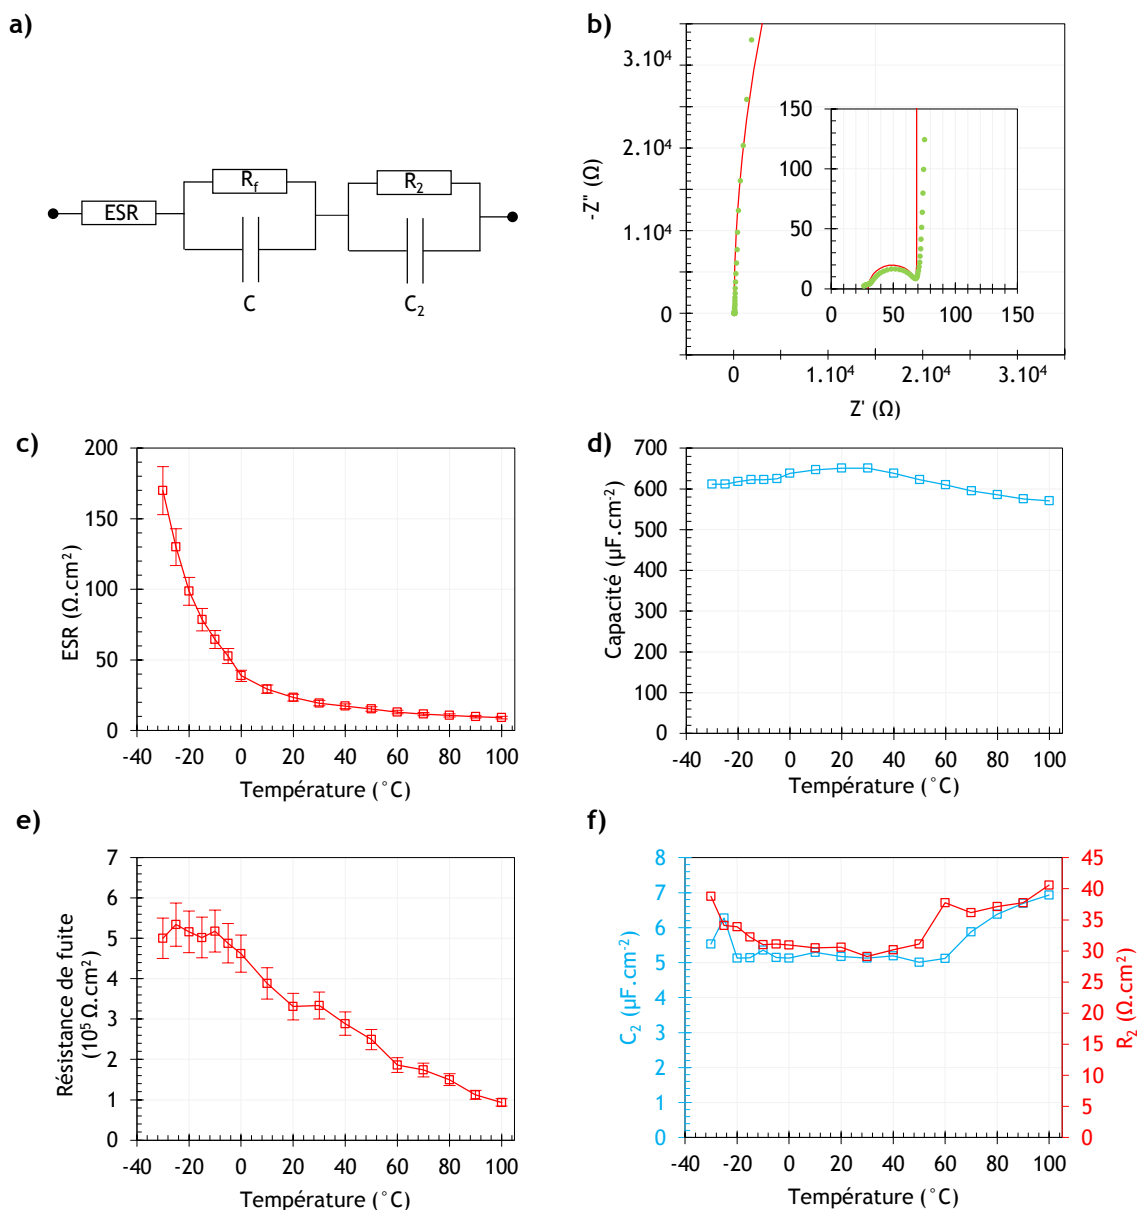 a)
ESR
R_f
C
R_2
C_2
b)
-Z" (Ω)
3.10⁴
2.10⁴
1.10⁴
0
0 1.10⁴ 2.10⁴ 3.10⁴
Z' (Ω)
150
100
50
0
0 50 100 150
c)
ESR (Ω.cm²)
200
150
100
50
0
-40 -20 0 20 40 60 80 100
Température (°C)
d)
Capacité (µF.cm⁻²)
700
600
500
400
300
200
100
0
-40 -20 0 20 40 60 80 100
Température (°C)
e)
Résistance de fuite
(10⁵ Ω.cm²)
7
6
5
4
3
2
1
0
-40 -20 0 20 40 60 80 100
Température (°C)
f)
C₂ (µF.cm⁻²)
8
7
6
5
4
3
2
1
0
45
40
35
30
25
20
15
10
5
0
R₂ (Ω.cm²)
-40 -20 0 20 40 60 80 100
Température (°C)